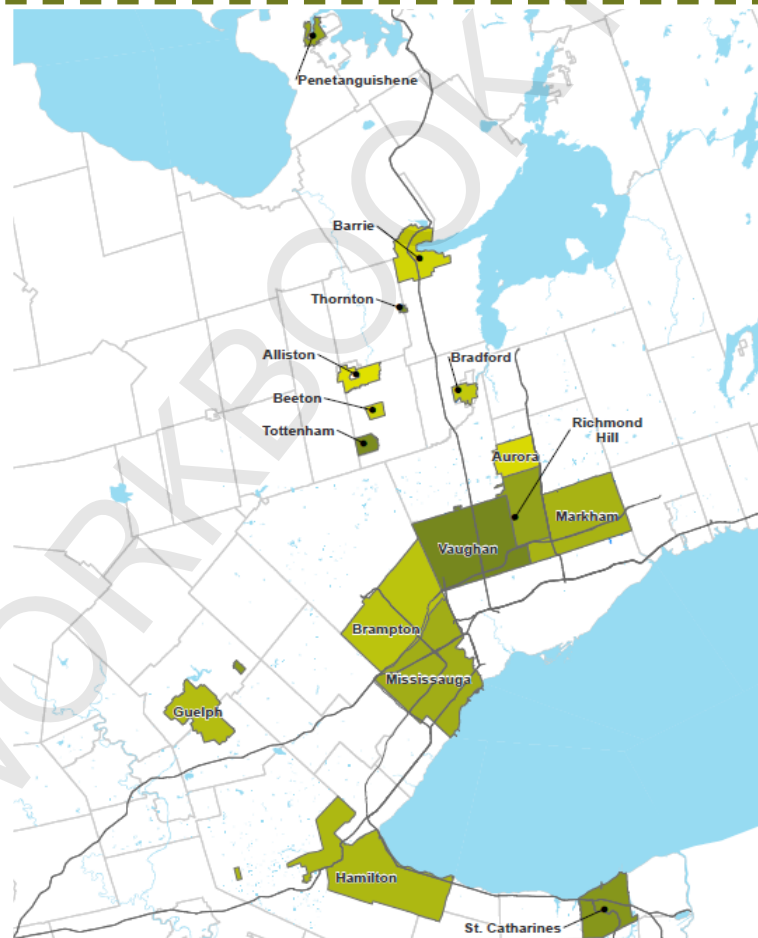 Penetanguishene
Barrie
Thornton
Alliston
Bradford
Beeton
Richmond
Hill
Tottenham
Aurora
Markham
Vaughan
Brampton
Mississauga
Guelph
Hamilton
St. Catharines
WORKBOOK